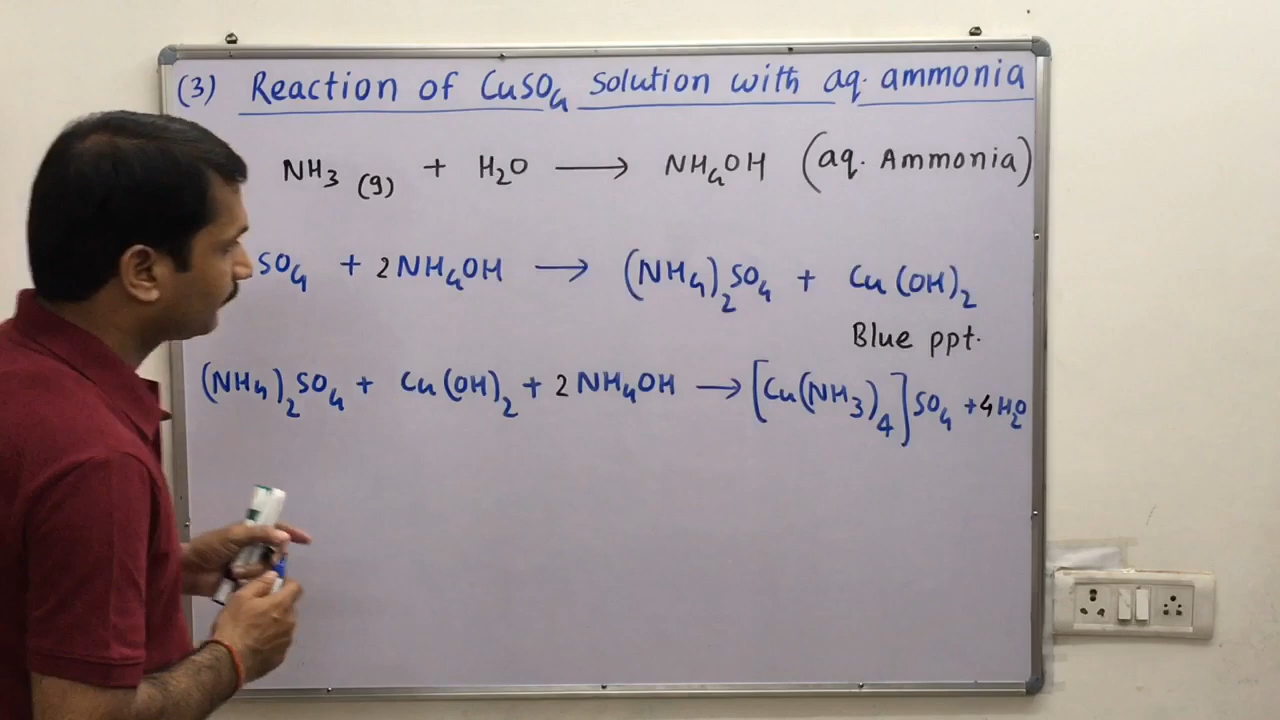 (3) Reaction of CuSO₄ solution with aq. ammonia
NH₃ (g) + H₂O ⟶ NH₄OH (aq. Ammonia)
SO₄ + 2NH₄OH ⟶ (NH₄)₂SO₄ + Cu(OH)₂
Blue ppt.
(NH₄)₂SO₄ + Cu(OH)₂ + 2NH₄OH ⟶ [Cu(NH₃)₄]SO₄ + 4H₂O